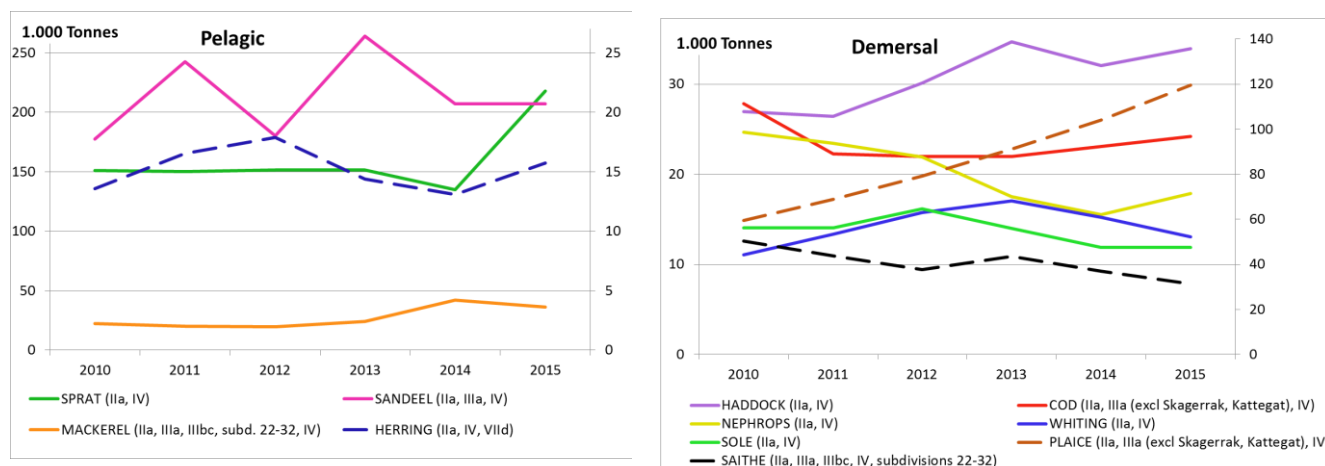 1.000 Tonnes
Pelagic
250
200
150
100
50
0
25
20
15
10
5
0
2010 2011 2012 2013 2014 2015
SPRAT (IIa, IV) SANDEEL (IIa, IIIa, IV)
MACKEREL (IIa, IIIa, IIIbc, subd. 22-32, IV) HERRING (IIa, IV, VIId)
1.000 Tonnes
Demersal
30
20
10
0
140
120
100
80
60
40
20
0
2010 2011 2012 2013 2014 2015
HADDOCK (IIa, IV) COD (IIa, IIIa (excl Skagerrak, Kattegat), IV)
NEPHROPS (IIa, IV) WHITING (IIa, IV)
SOLE (IIa, IV) PLAICE (IIa, IIIa (excl Skagerrak, Kattegat), IV
SAITHE (IIa, IIIa, IIIbc, IV, subdivisions 22-32)